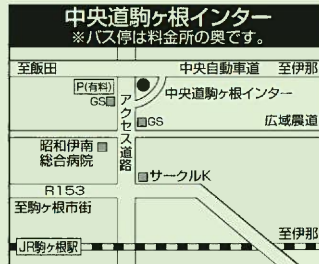 中央道駒ヶ根インター
※バス停は料金所の奥です。
至飯田
中央自動車道
至伊那
P(有料)
GS
アクセス道路
中央道駒ヶ根インター
GS
広域農道
昭和伊南
総合病院
サークルK
R153
至駒ヶ根市街
至伊那
JR駒ヶ根駅